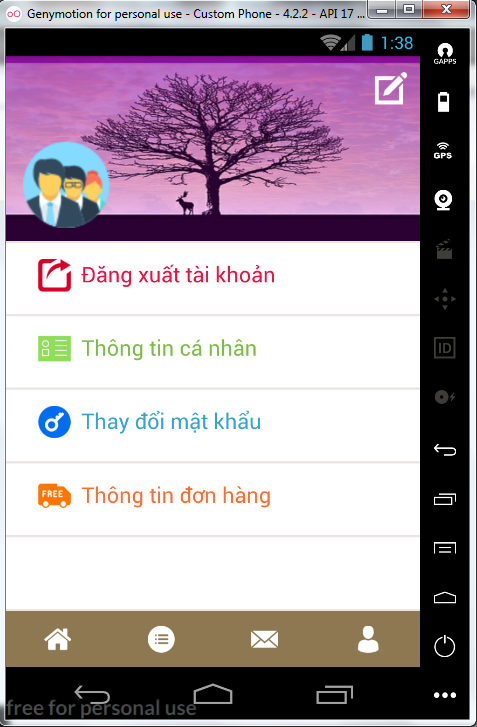 Genymotion for personal use - Custom Phone - 4.2.2 - API 17 ...
1:38
GAPPS
GPS
Đăng xuất tài khoản
Thông tin cá nhân
ID
Thay đổi mật khẩu
FREE
Thông tin đơn hàng
free for personal use